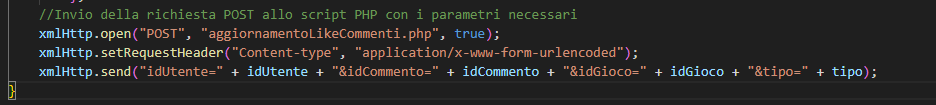 //Invio della richiesta POST allo script PHP con i parametri necessari
xmlHttp.open("POST", "aggiornamentoLikeCommenti.php", true);
xmlHttp.setRequestHeader("Content-type", "application/x-www-form-urlencoded");
xmlHttp.send("idUtente=" + idUtente + "&idCommento=" + idCommento + "&idGioco=" + idGioco + "&tipo=" + tipo);
}